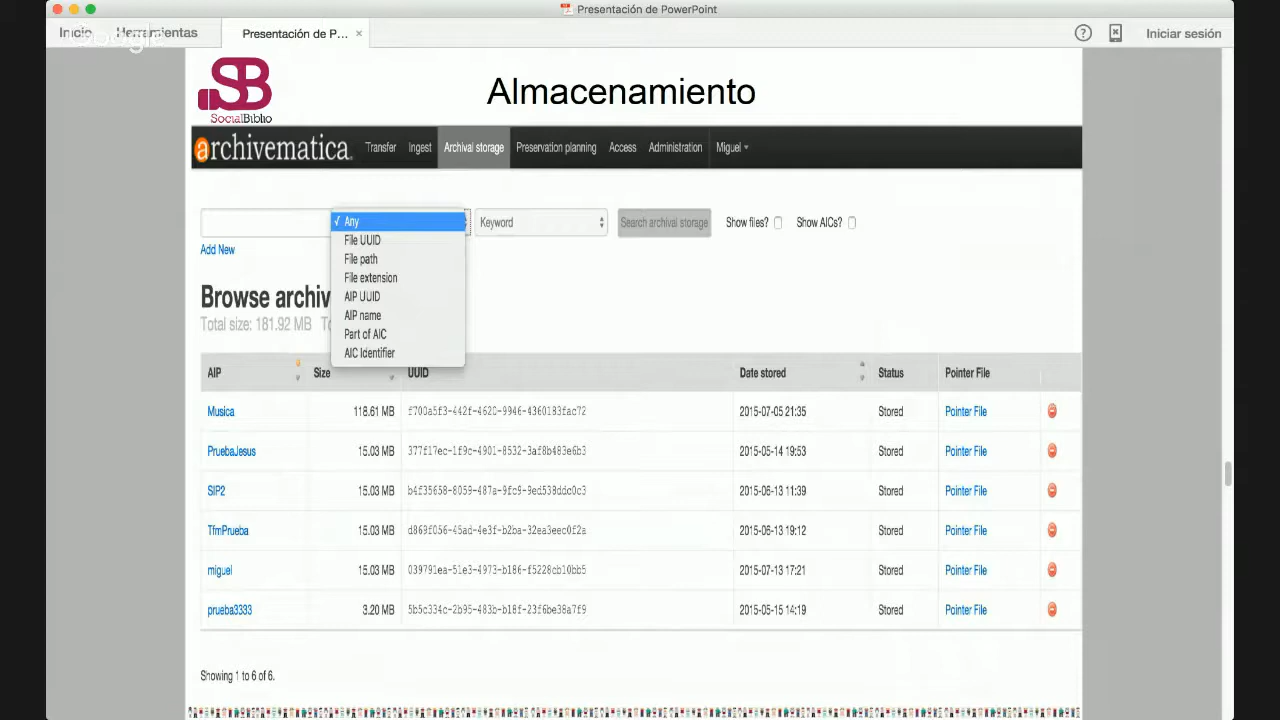 Presentación de PowerPoint
Inicio Herramientas Presentación de P... × Iniciar sesión
Google
SB
SocialBiblio
Almacenamiento
archivematica Transfer Ingest Archival storage Preservation planning Access Administration Miguel
✓ Any Keyword Search archival storage Show files? Show AICs?
File UUID
Add New
File path
File extension
AIP UUID
Browse archiv
AIP name
Total size: 181.92 MB
Part of AIC
AIC Identifier
AIP Size UUID Date stored Status Pointer File
Musica 118.61 MB f700a5f3-442f-4620-9946-4360183fac72 2015-07-05 21:35 Stored Pointer File
PruebaJesus 15.03 MB 377f17ec-1f9c-4901-8532-3af8b483e6b3 2015-05-14 19:53 Stored Pointer File
SIP2 15.03 MB b4f35658-8059-487a-9fc9-9ed538ddc0c3 2015-06-13 11:39 Stored Pointer File
TfmPrueba 15.03 MB d869f056-45ad-4e3f-b2ba-32ea3eec0f2a 2015-06-13 19:12 Stored Pointer File
miguel 15.03 MB 039791ea-51e3-4973-b186-f5228cb10bb5 2015-07-13 17:21 Stored Pointer File
prueba3333 3.20 MB 5b5c334c-2b95-483b-b18f-23f6be38a7f9 2015-05-15 14:19 Stored Pointer File
Showing 1 to 6 of 6.